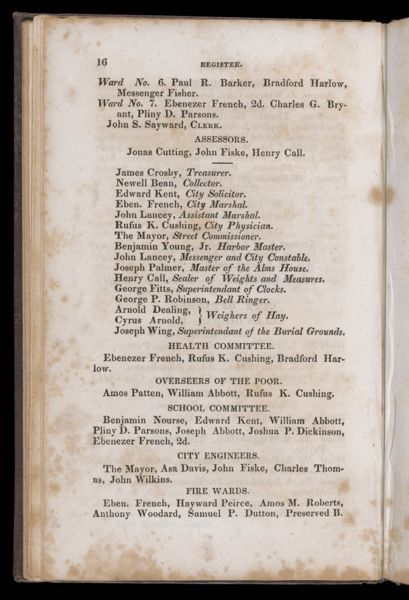 16 REGISTER.
Ward No. 6. Paul R. Barker, Bradford Harlow,
Messenger Fisher.
Ward No. 7. Ebenezer French, 2d. Charles G. Bry-
ant, Pliny D. Parsons.
John S. Sayward, CLERK.
ASSESSORS.
Jonas Cutting, John Fiske, Henry Call.
James Crosby, Treasurer.
Newell Bean, Collector.
Edward Kent, City Solicitor.
Eben. French, City Marshal.
John Lancey, Assistant Marshal.
Rufus K. Cushing, City Physician.
The Mayor, Street Commissioner.
Benjamin Young, Jr. Harbor Master.
John Lancey, Messenger and City Constable.
Joseph Palmer, Master of the Alms House.
Henry Call, Sealer of Weights and Measures.
George Fitts, Superintendant of Clocks.
George P. Robinson, Bell Ringer.
Arnold Dealing, } Weighers of Hay.
Cyrus Arnold,
Joseph Wing, Superintendant of the Burial Grounds.
HEALTH COMMITTEE.
Ebenezer French, Rufus K. Cushing, Bradford Har-
low.
OVERSEERS OF THE POOR.
Amos Patten, William Abbott, Rufus K. Cushing.
SCHOOL COMMITTEE.
Benjamin Nourse, Edward Kent, William Abbott,
Pliny D. Parsons, Joseph Abbott, Joshua P. Dickinson,
Ebenezer French, 2d.
CITY ENGINEERS.
The Mayor, Asa Davis, John Fiske, Charles Thom-
as, John Wilkins.
FIRE WARDS.
Eben. French, Hayward Peirce, Amos M. Roberts,
Anthony Woodard, Samuel P. Dutton, Preserved B.